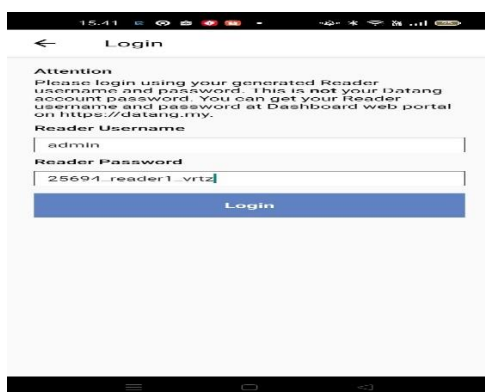 15.41
Login
Attention
Please login using your generated Reader
username and password. This is not your Datang
account password. You can get your Reader
username and password at Dashboard web portal
on https://datang.my.
Reader Username
admin
Reader Password
25694_reader1_vrtz
Login